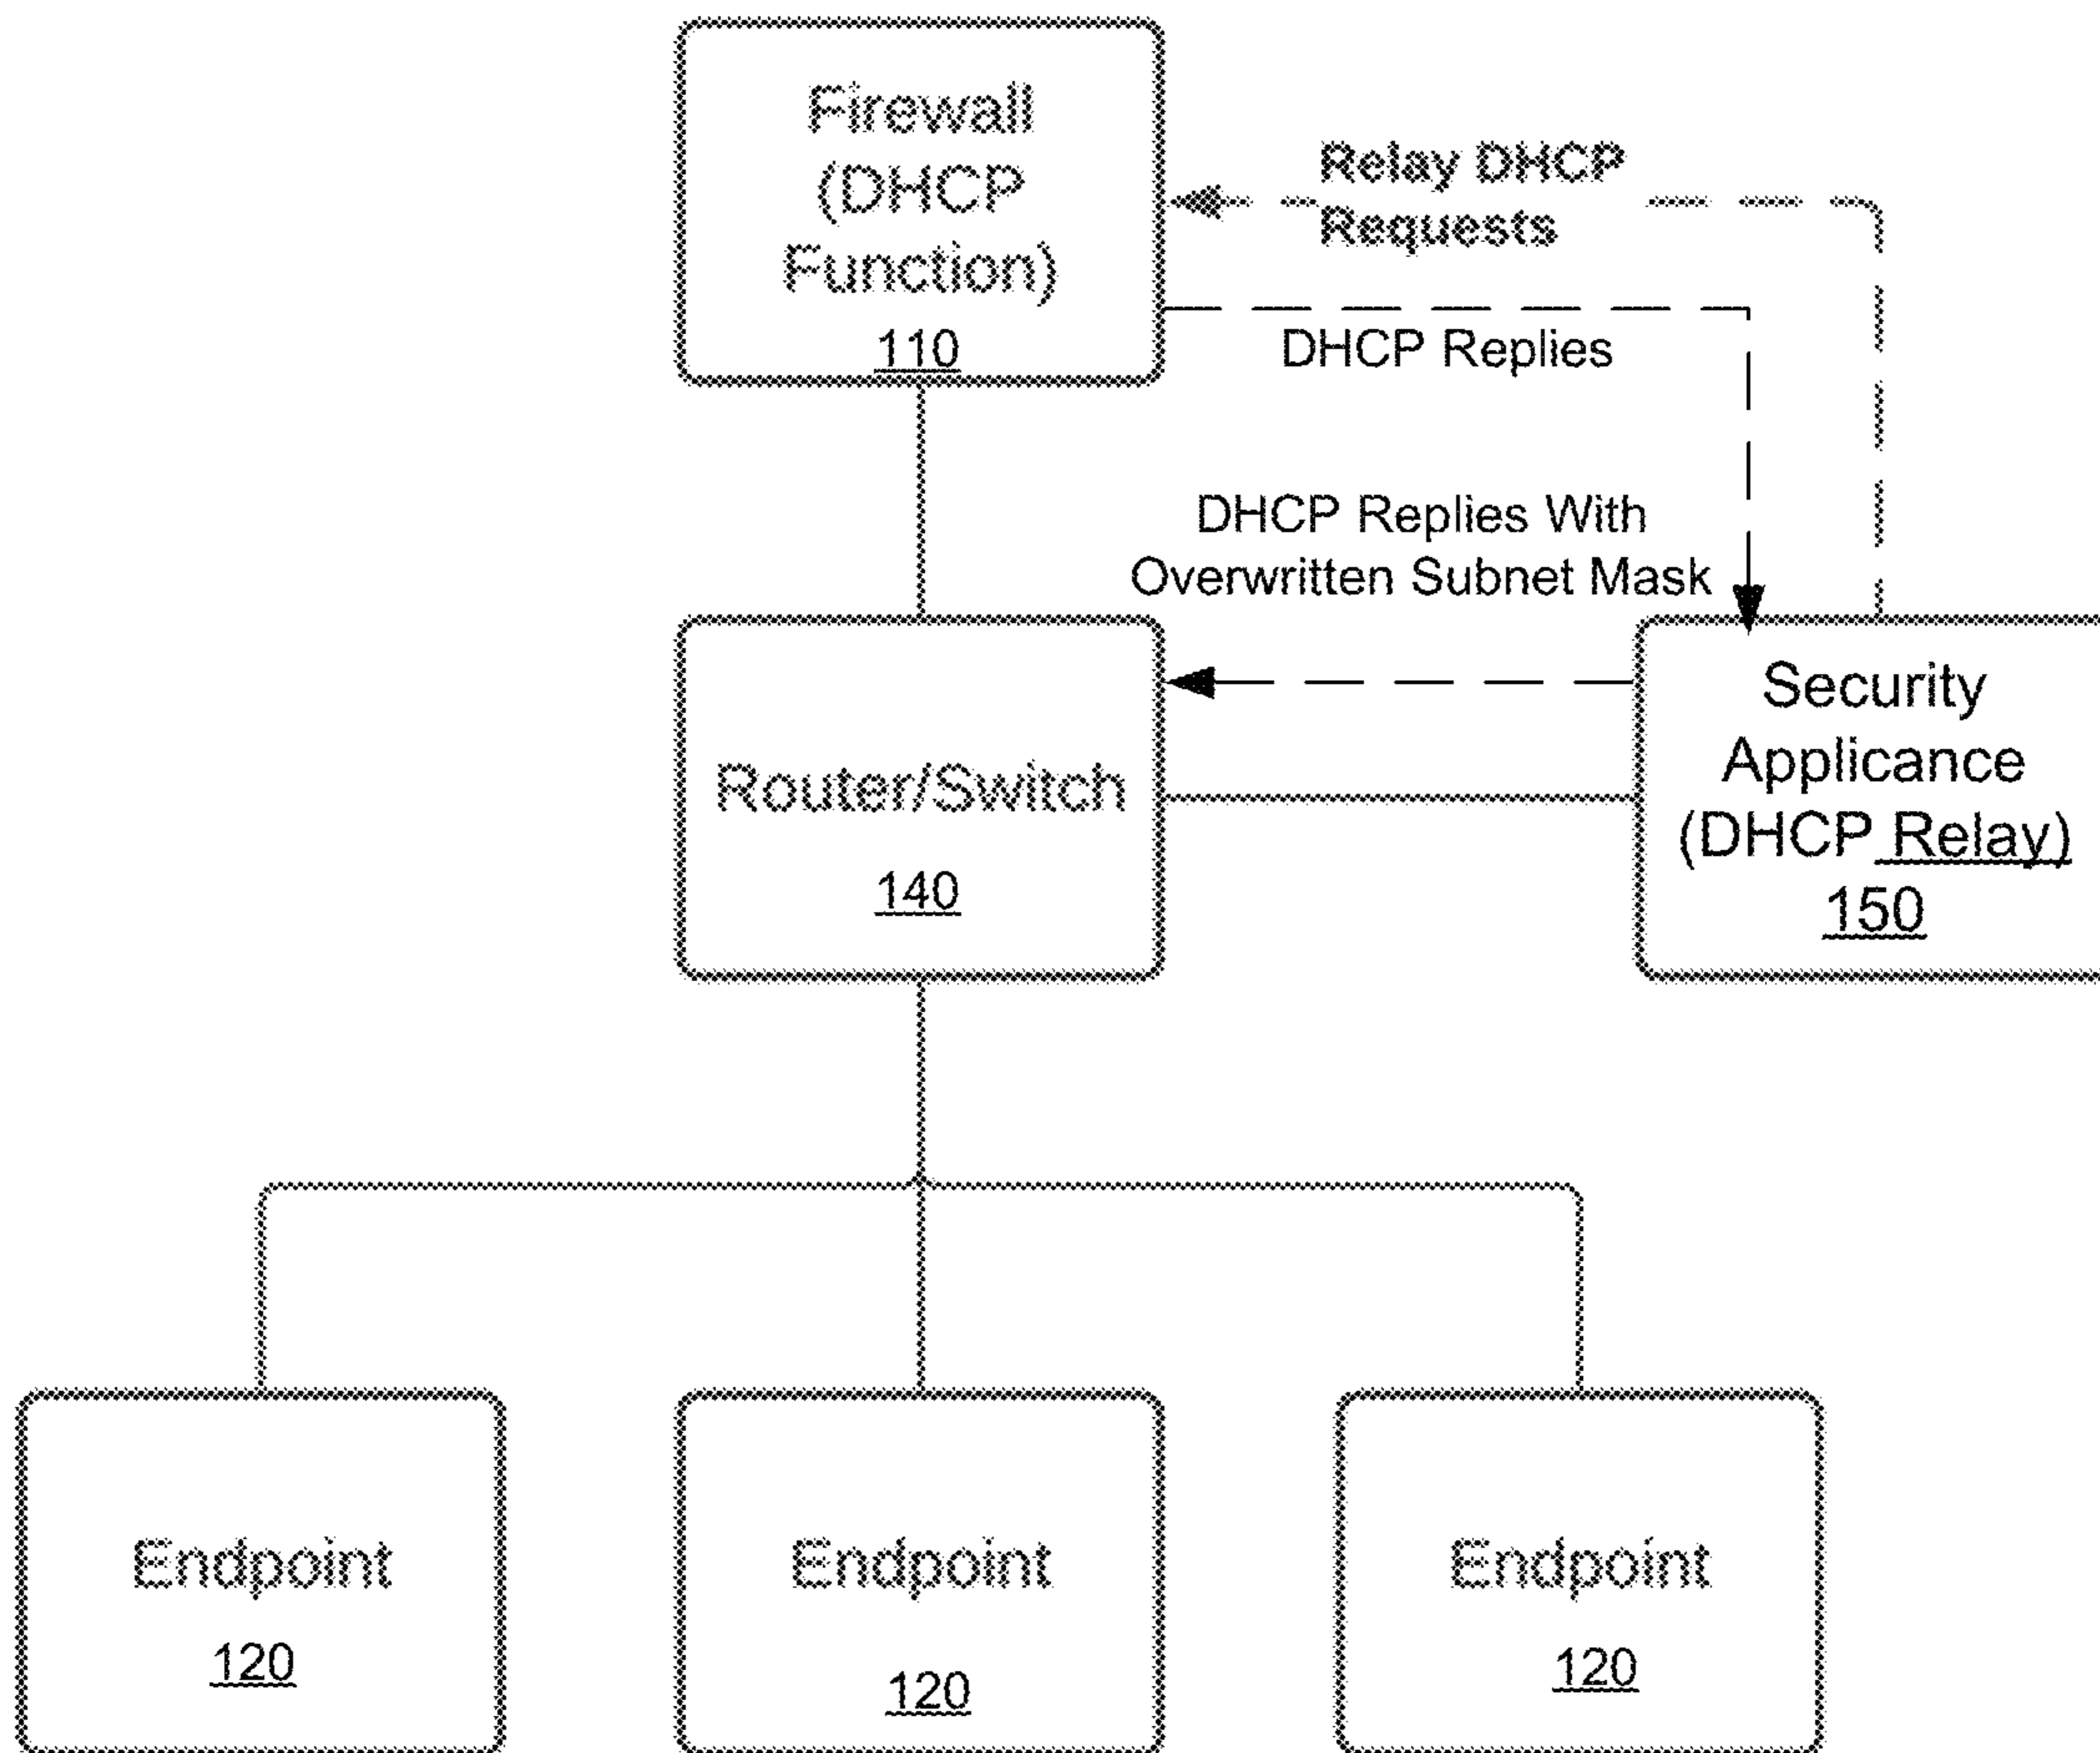 Firewall
(DHCP
Function)
110
Relay DHCP
Requests
DHCP Replies
DHCP Replies With
Overwritten Subnet Mask
Router/Switch
140
Security
Applicance
(DHCP Relay)
150
Endpoint
120
Endpoint
120
Endpoint
120